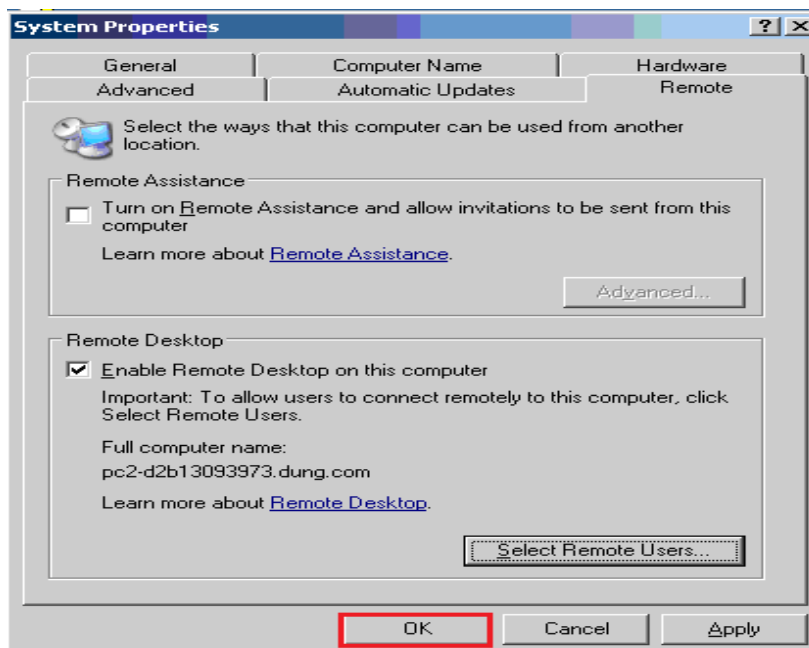 System Properties
General Computer Name Hardware
Advanced Automatic Updates Remote
Select the ways that this computer can be used from another
location.
Remote Assistance
Turn on Remote Assistance and allow invitations to be sent from this
computer
Learn more about Remote Assistance.
Advanced...
Remote Desktop
Enable Remote Desktop on this computer
Important: To allow users to connect remotely to this computer, click
Select Remote Users.
Full computer name:
pc2-d2b13093973.dung.com
Learn more about Remote Desktop.
Select Remote Users...
OK Cancel Apply